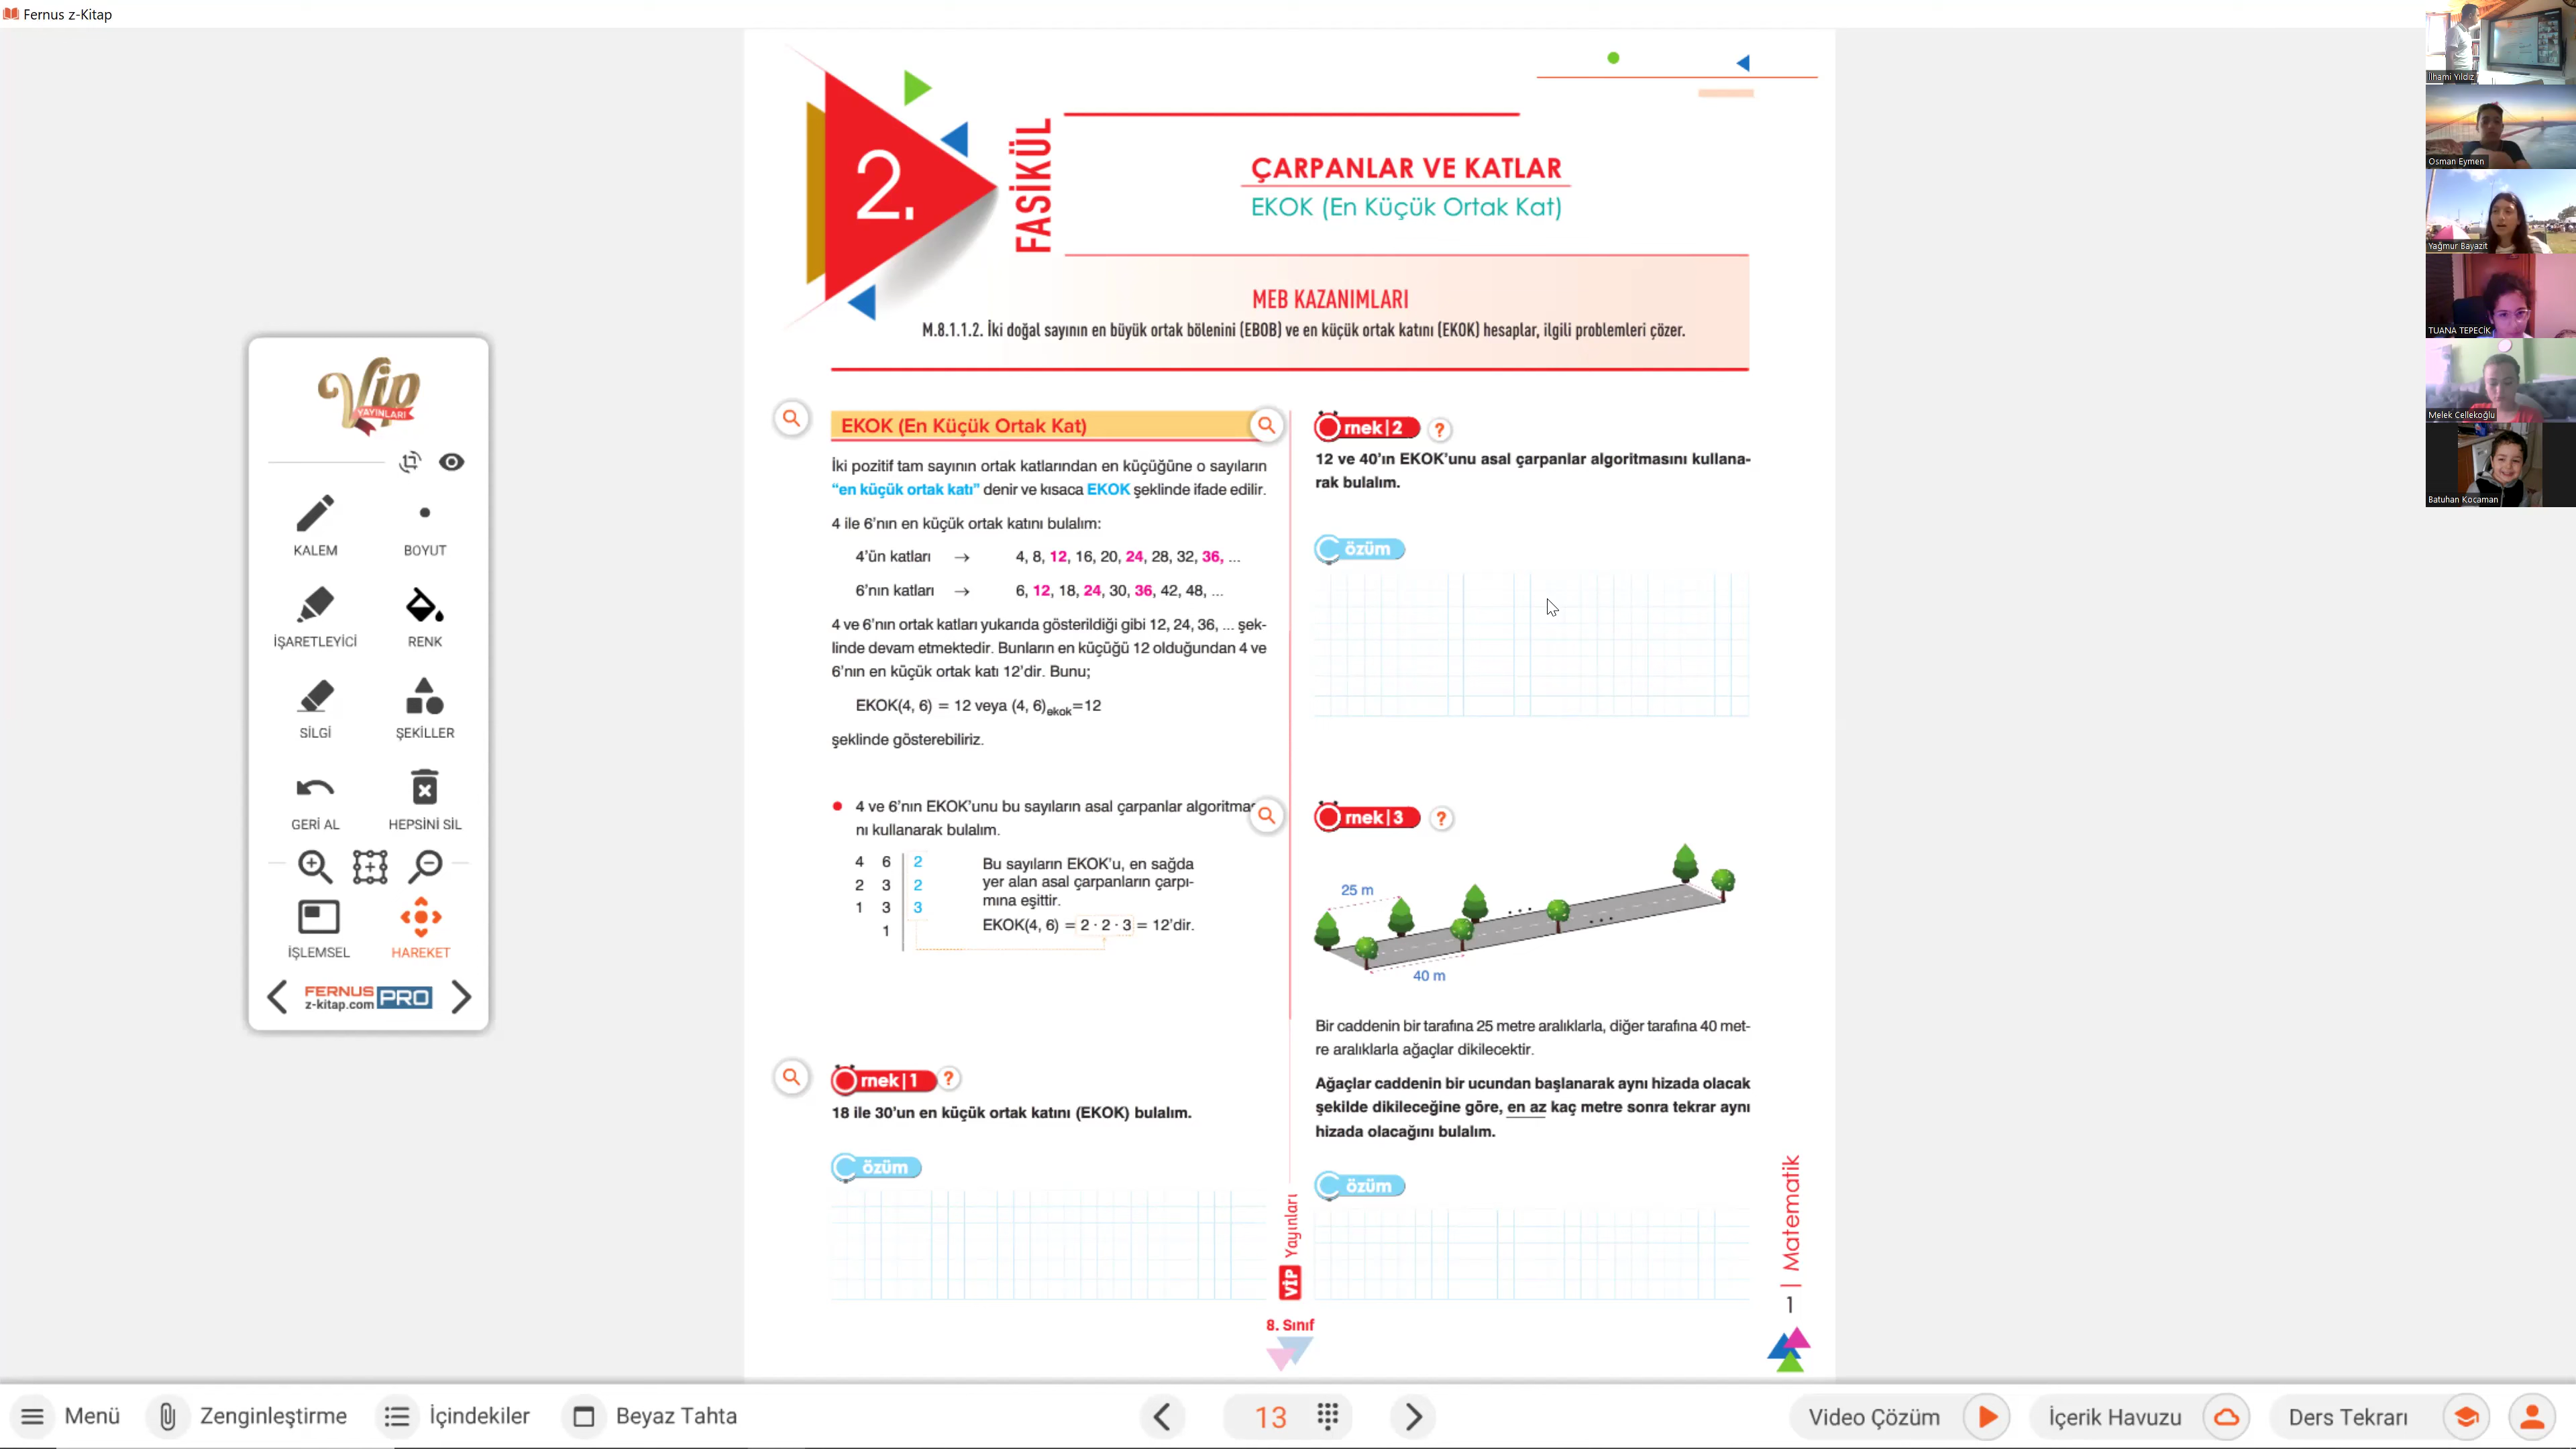 Fernus z-Kitap
2.
FASİKÜL
ÇARPANLAR VE KATLAR
EKOK (En Küçük Ortak Kat)
MEB KAZANIMLARI
M.8.1.1.2. İki doğal sayının en büyük ortak bölenini (EBOB) ve en küçük ortak katını (EKOK) hesaplar, ilgili problemleri çözer.
EKOK (En Küçük Ortak Kat)
İki pozitif tam sayının ortak katlarından en küçüğüne o sayıların
“en küçük ortak katı” denir ve kısaca EKOK şeklinde ifade edilir.
4 ile 6’nın en küçük ortak katını bulalım:
4’ün katları → 4, 8, 12, 16, 20, 24, 28, 32, 36, ...
6’nın katları → 6, 12, 18, 24, 30, 36, 42, 48, ...
4 ve 6’nın ortak katları yukarıda gösterildiği gibi 12, 24, 36, ... şek-
linde devam etmektedir. Bunların en küçüğü 12 olduğundan 4 ve
6’nın en küçük ortak katı 12’dir. Bunu;
EKOK(4, 6) = 12 veya (4, 6)ekok=12
şeklinde gösterebiliriz.
• 4 ve 6’nın EKOK’unu bu sayıların asal çarpanlar algoritmas
nı kullanarak bulalım.
4 6 2
2 3 2
1 3 3
1
Bu sayıların EKOK’u, en sağda
yer alan asal çarpanların çarpı-
mına eşittir.
EKOK(4, 6) = 2 · 2 · 3 = 12’dir.
Örnek|1 ?
18 ile 30’un en küçük ortak katını (EKOK) bulalım.
Çözüm
Örnek|2 ?
12 ve 40’ın EKOK’unu asal çarpanlar algoritmasını kullana-
rak bulalım.
Çözüm
Örnek|3 ?
25 m
40 m
Bir caddenin bir tarafına 25 metre aralıklarla, diğer tarafına 40 met-
re aralıklarla ağaçlar dikilecektir.
Ağaçlar caddenin bir ucundan başlanarak aynı hizada olacak
şekilde dikileceğine göre, en az kaç metre sonra tekrar aynı
hizada olacağını bulalım.
Çözüm
VİP Yayınları
8. Sınıf
Matematik
1
Vip
YAYINLARI
KALEM
BOYUT
İŞARETLEYİCİ
RENK
SİLGİ
ŞEKİLLER
GERİ AL
HEPSİNİ SİL
İŞLEMSEL
HAREKET
FERNUS PRO
z-kitap.com
İlhami Yıldız
Osman Eymen
Yağmur Bayazit
TUANA TEPECİK
Melek Cellekoğlu
Batuhan Kocaman
Menü
Zenginleştirme
İçindekiler
Beyaz Tahta
13
Video Çözüm
İçerik Havuzu
Ders Tekrarı